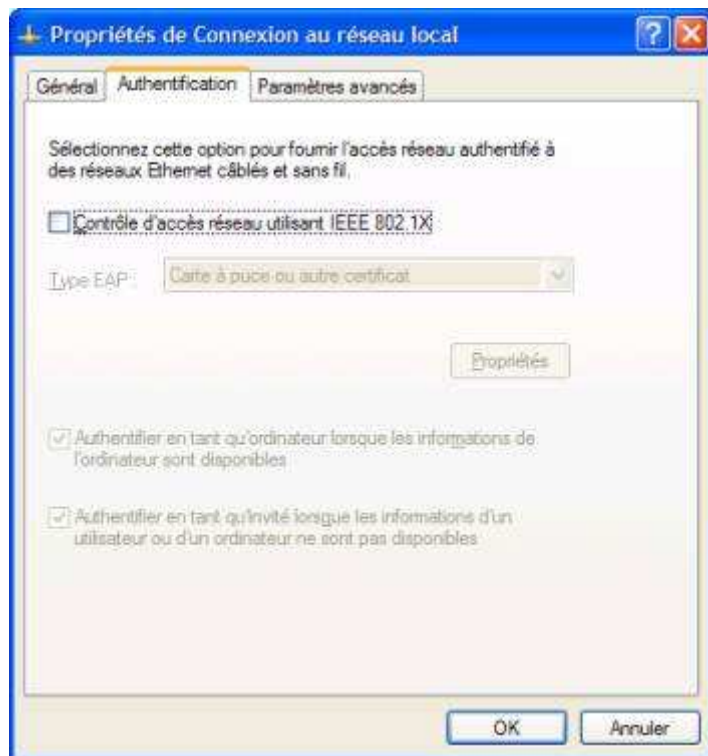 Propriétés de Connexion au réseau local
?
Général Authentification Paramètres avancés
Sélectionnez cette option pour fournir l'accès réseau authentifié à
des réseaux Ethernet câblés et sans fil.
Contrôle d'accès réseau utilisant IEEE 802.1X
Type EAP : Carte à puce ou autre certificat
Propriétés
Authentifier en tant qu'ordinateur lorsque les informations de
l'ordinateur sont disponibles
Authentifier en tant qu'invité lorsque les informations d'un
utilisateur ou d'un ordinateur ne sont pas disponibles
OK Annuler